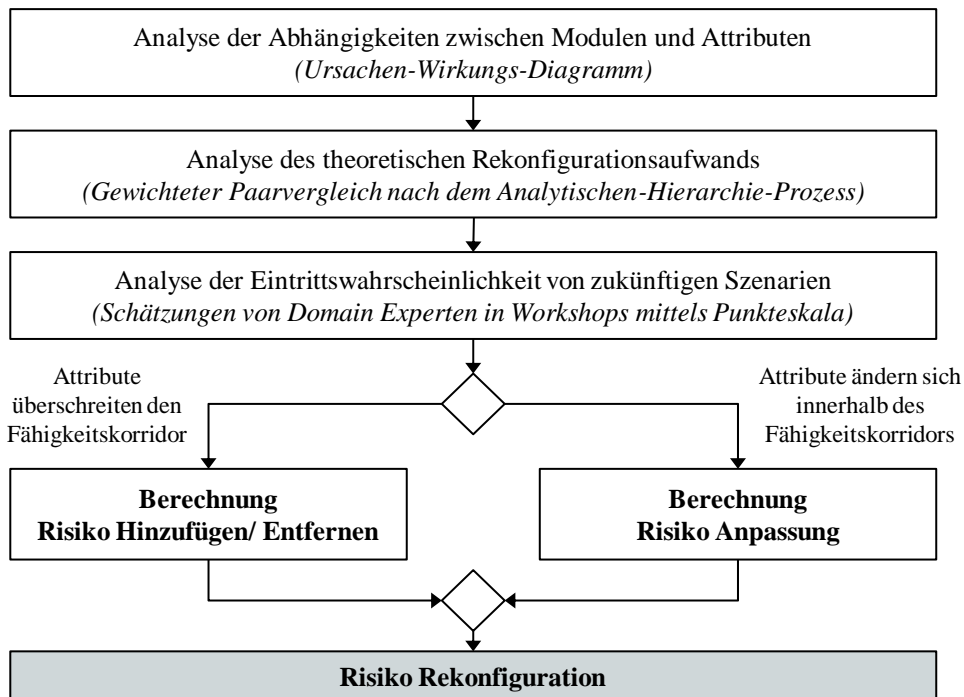 Analyse der Abhängigkeiten zwischen Modulen und Attributen
(Ursachen-Wirkungs-Diagramm)
Analyse des theoretischen Rekonfigurationsaufwands
(Gewichteter Paarvergleich nach dem Analytischen-Hierarchie-Prozess)
Analyse der Eintrittswahrscheinlichkeit von zukünftigen Szenarien
(Schätzungen von Domain Experten in Workshops mittels Punkteskala)
Attribute
überschreiten den
Fähigkeitskorridor
Attribute ändern sich
innerhalb des
Fähigkeitskorridors
Berechnung
Risiko Hinzufügen/ Entfernen
Berechnung
Risiko Anpassung
Risiko Rekonfiguration